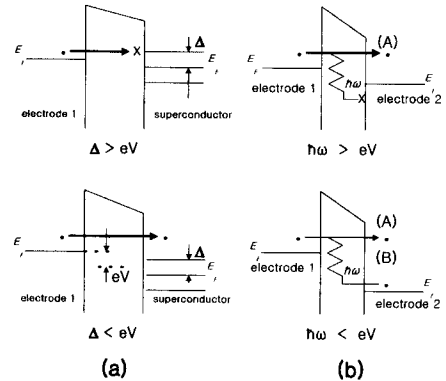 Δ
E
f
X
E
f
electrode 1
superconductor
Δ > eV
(A)
E
f
ħω
X
E
f
electrode 1
electrode 2
ħω > eV
E
f
eV
Δ
E
f
electrode 1
superconductor
Δ < eV
(A)
E
f
ħω
(B)
electrode 1
E
f
electrode 2
ħω < eV
(a)
(b)